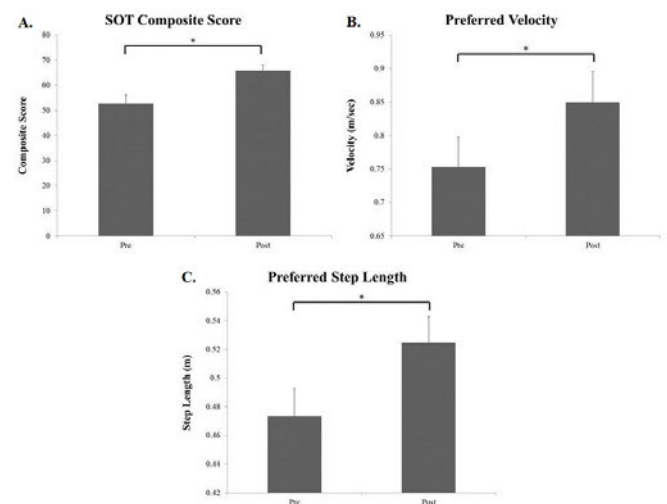 A.
SOT Composite Score
*
80
70
60
50
40
30
20
10
0
Composite Score
Pre
Post
B.
Preferred Velocity
*
0.95
0.9
0.85
0.8
0.75
0.7
0.65
Velocity (m/sec)
Pre
Post
C.
Preferred Step Length
*
0.56
0.54
0.52
0.5
0.48
0.46
0.44
0.42
Step Length (m)
Pre
Post